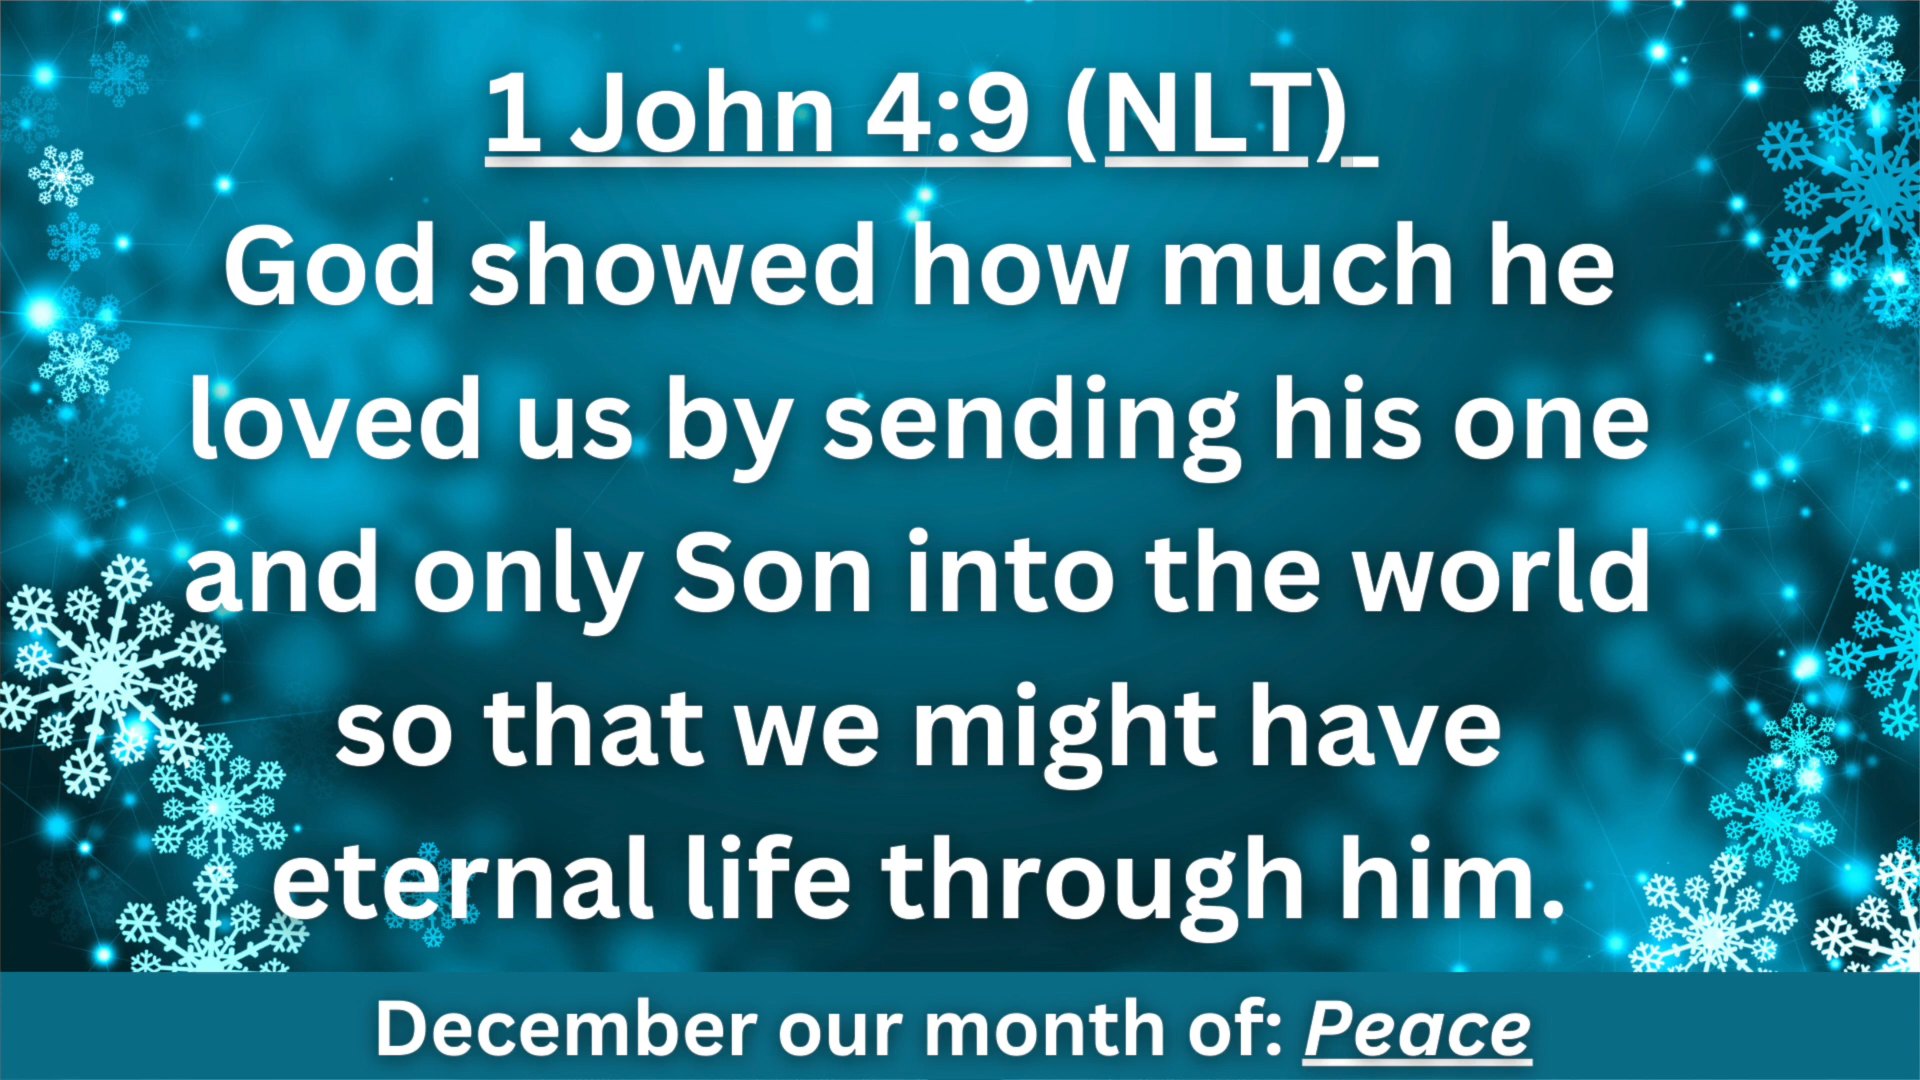 1 John 4:9 (NLT)
God showed how much he
loved us by sending his one
and only Son into the world
so that we might have
eternal life through him.
December our month of: Peace